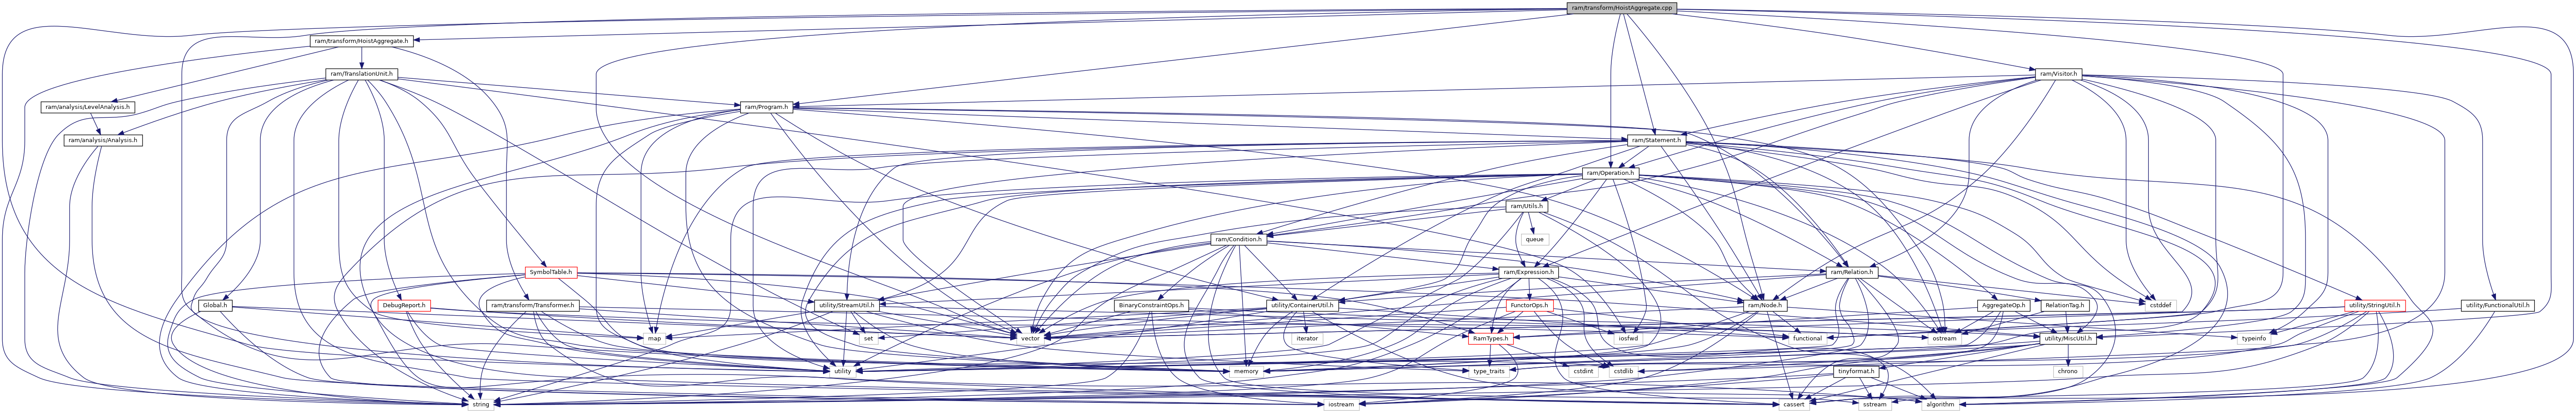 ram/transform/HoistAggregate.cpp
ram/transform/HoistAggregate.h
ram/TranslationUnit.h
ram/Visitor.h
ram/analysis/LevelAnalysis.h
ram/Program.h
ram/analysis/Analysis.h
ram/Statement.h
ram/Operation.h
ram/Utils.h
ram/Condition.h
queue
SymbolTable.h
ram/Expression.h
ram/Relation.h
Global.h
DebugReport.h
ram/transform/Transformer.h
utility/StreamUtil.h
BinaryConstraintOps.h
utility/ContainerUtil.h
FunctorOps.h
ram/Node.h
AggregateOp.h
RelationTag.h
cstddef
utility/StringUtil.h
utility/FunctionalUtil.h
map
set
vector
iterator
RamTypes.h
iosfwd
functional
ostream
utility/MiscUtil.h
typeinfo
utility
memory
type_traits
cstdint
cstdlib
tinyformat.h
chrono
string
iostream
cassert
sstream
algorithm